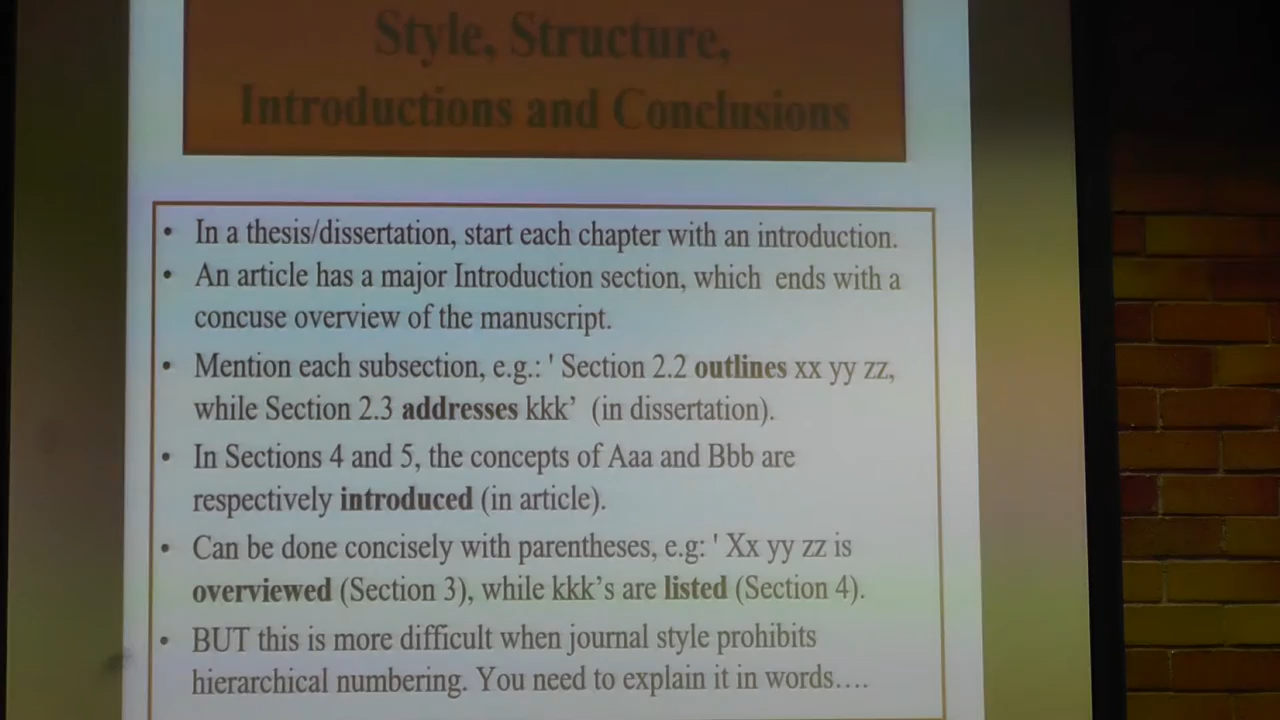 Style, Structure,
Introductions and Conclusions
• In a thesis/dissertation, start each chapter with an introduction.
• An article has a major Introduction section, which ends with a
concuse overview of the manuscript.
• Mention each subsection, e.g.: ' Section 2.2 outlines xx yy zz,
while Section 2.3 addresses kkk’ (in dissertation).
• In Sections 4 and 5, the concepts of Aaa and Bbb are
respectively introduced (in article).
• Can be done concisely with parentheses, e.g: ' Xx yy zz is
overviewed (Section 3), while kkk’s are listed (Section 4).
• BUT this is more difficult when journal style prohibits
hierarchical numbering. You need to explain it in words….